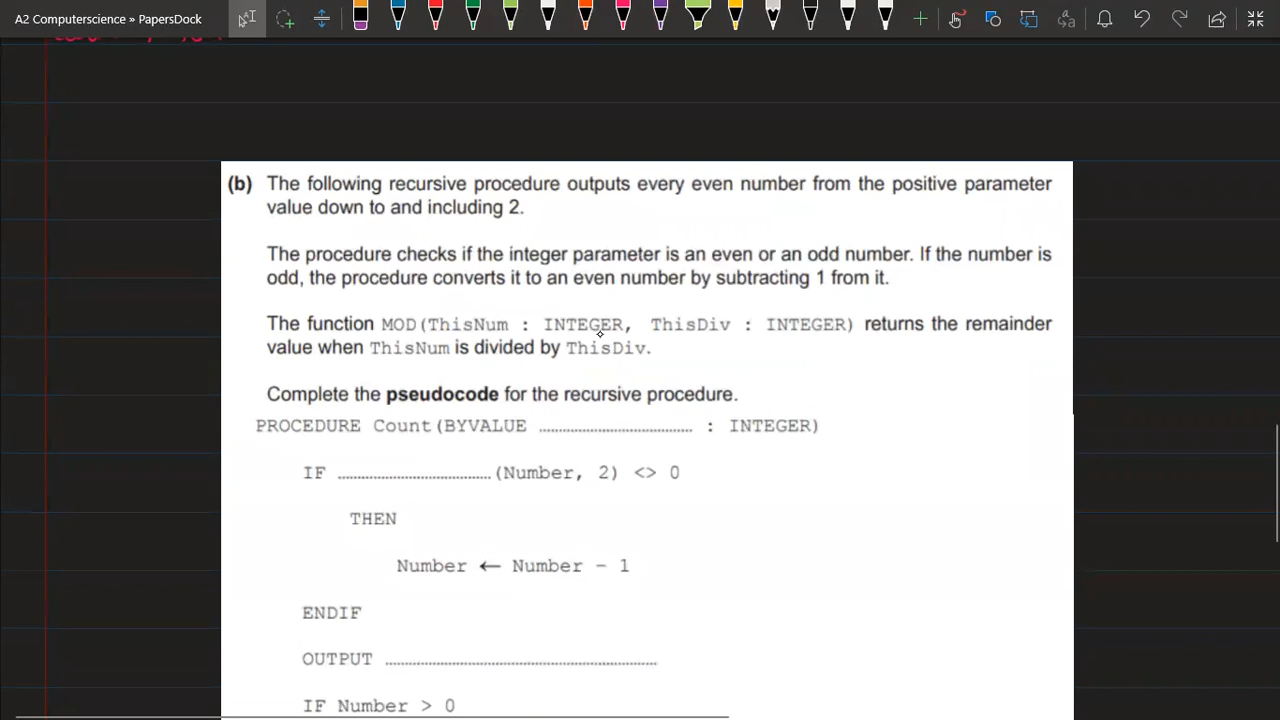 A2 Computerscience » PapersDock
(b) The following recursive procedure outputs every even number from the positive parameter
value down to and including 2.
The procedure checks if the integer parameter is an even or an odd number. If the number is
odd, the procedure converts it to an even number by subtracting 1 from it.
The function MOD(ThisNum : INTEGER, ThisDiv : INTEGER) returns the remainder
value when ThisNum is divided by ThisDiv.
Complete the pseudocode for the recursive procedure.
PROCEDURE Count(BYVALUE ...................................... : INTEGER)
IF ......................................(Number, 2) <> 0
THEN
Number ← Number - 1
ENDIF
OUTPUT ....................................................................
IF Number > 0